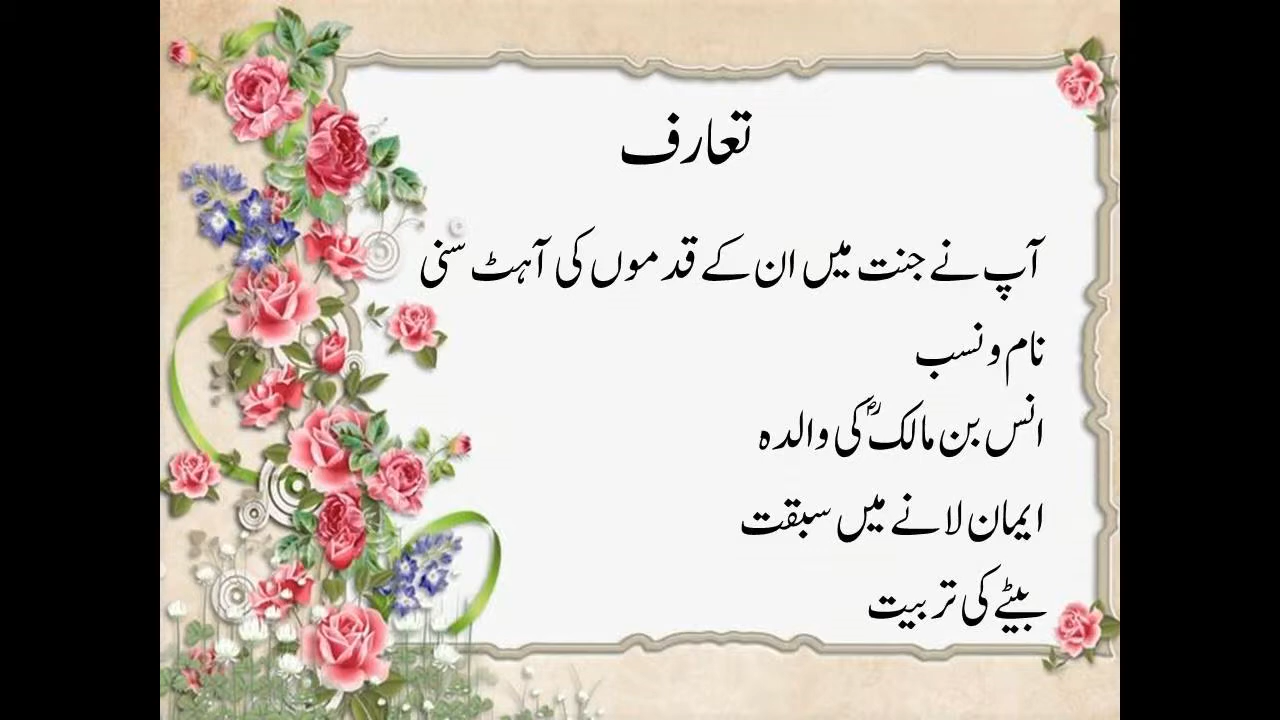 تعارف
آپ نے جنت میں ان کے قدموں کی آہٹ سنی
نام و نسب
انس بن مالکؓ کی والدہ
ایمان لانے میں سبقت
بیٹے کی تربیت